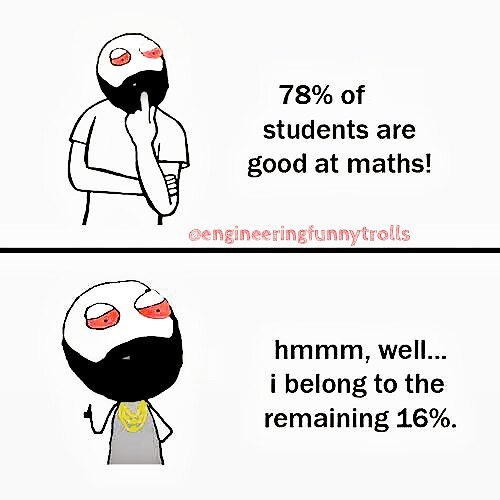 78% of
students are
good at maths!
@engineeringfunnytrolls
hmmm, well...
i belong to the
remaining 16%.